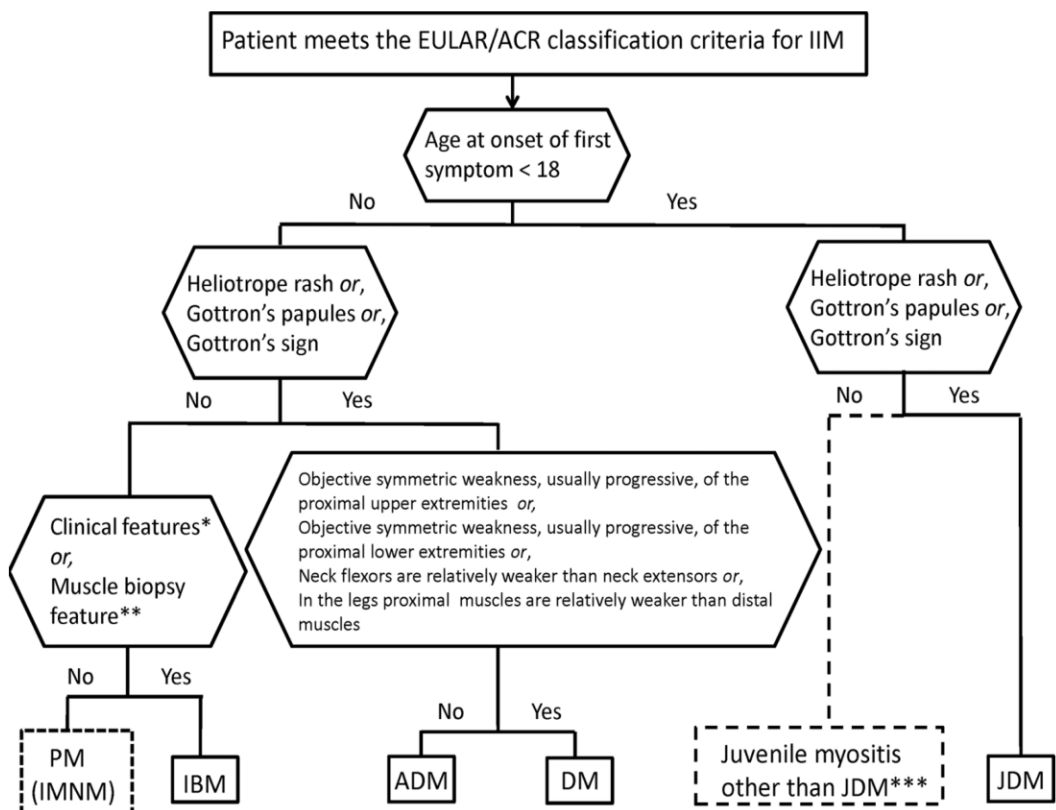 Patient meets the EULAR/ACR classification criteria for IIM
Age at onset of first
symptom < 18
No
Yes
Heliotrope rash or,
Gottron's papules or,
Gottron's sign
Heliotrope rash or,
Gottron's papules or,
Gottron's sign
No
Yes
No
Yes
Clinical features*
or,
Muscle biopsy
feature**
Objective symmetric weakness, usually progressive, of the
proximal upper extremities or,
Objective symmetric weakness, usually progressive, of the
proximal lower extremities or,
Neck flexors are relatively weaker than neck extensors or,
In the legs proximal muscles are relatively weaker than distal
muscles
No
Yes
No
Yes
PM
(IMNM)
IBM
ADM
DM
Juvenile myositis
other than JDM***
JDM